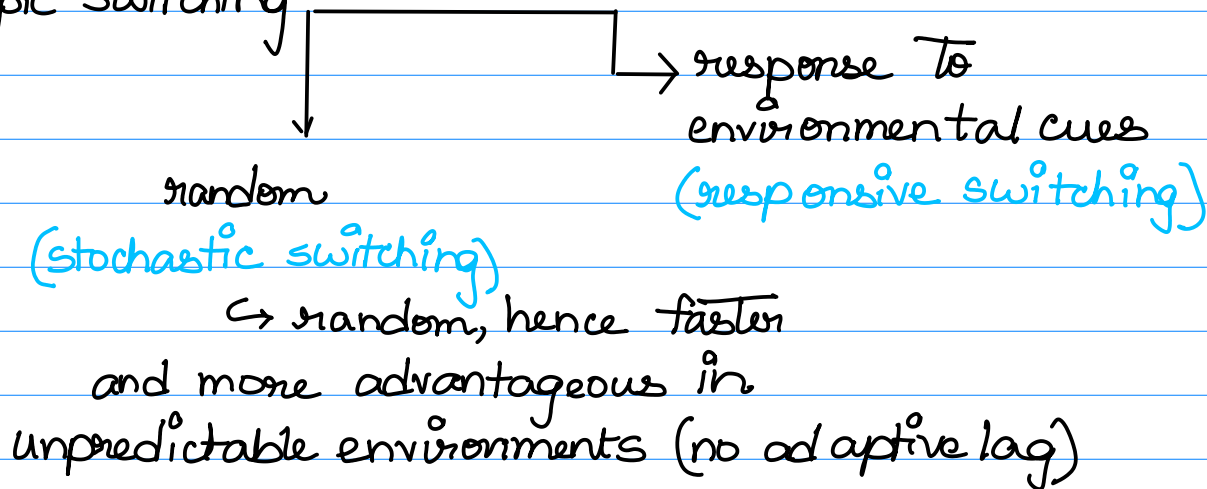 switching
response to
environmental cues
random
(responsive switching)
(stochastic switching)
↪ random, hence faster
and more advantageous in
unpredictable environments (no adaptive lag)